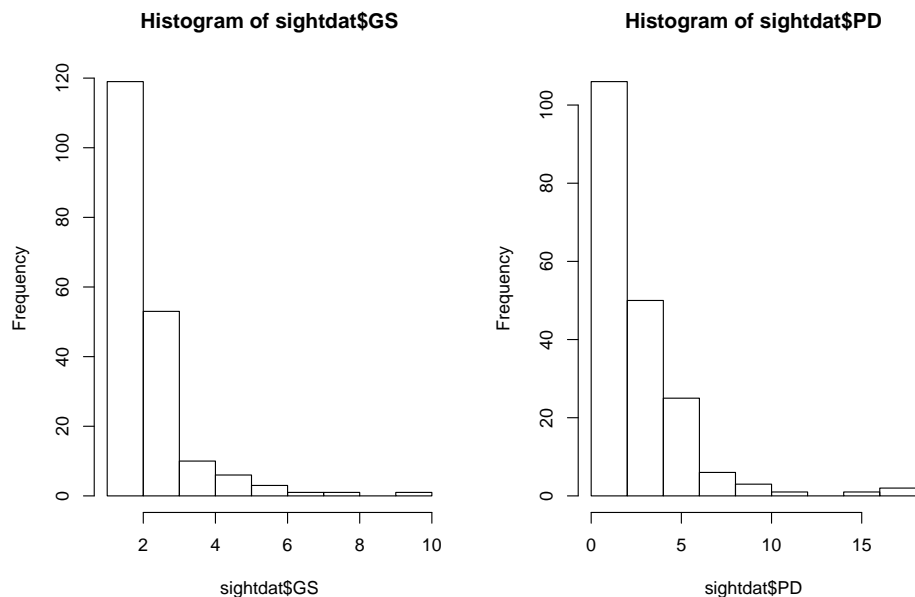 Histogram of sightdat$GS
Frequency
0 20 40 60 80 100 120
2 4 6 8 10
sightdat$GS
Histogram of sightdat$PD
Frequency
0 20 40 60 80 100
0 5 10 15
sightdat$PD